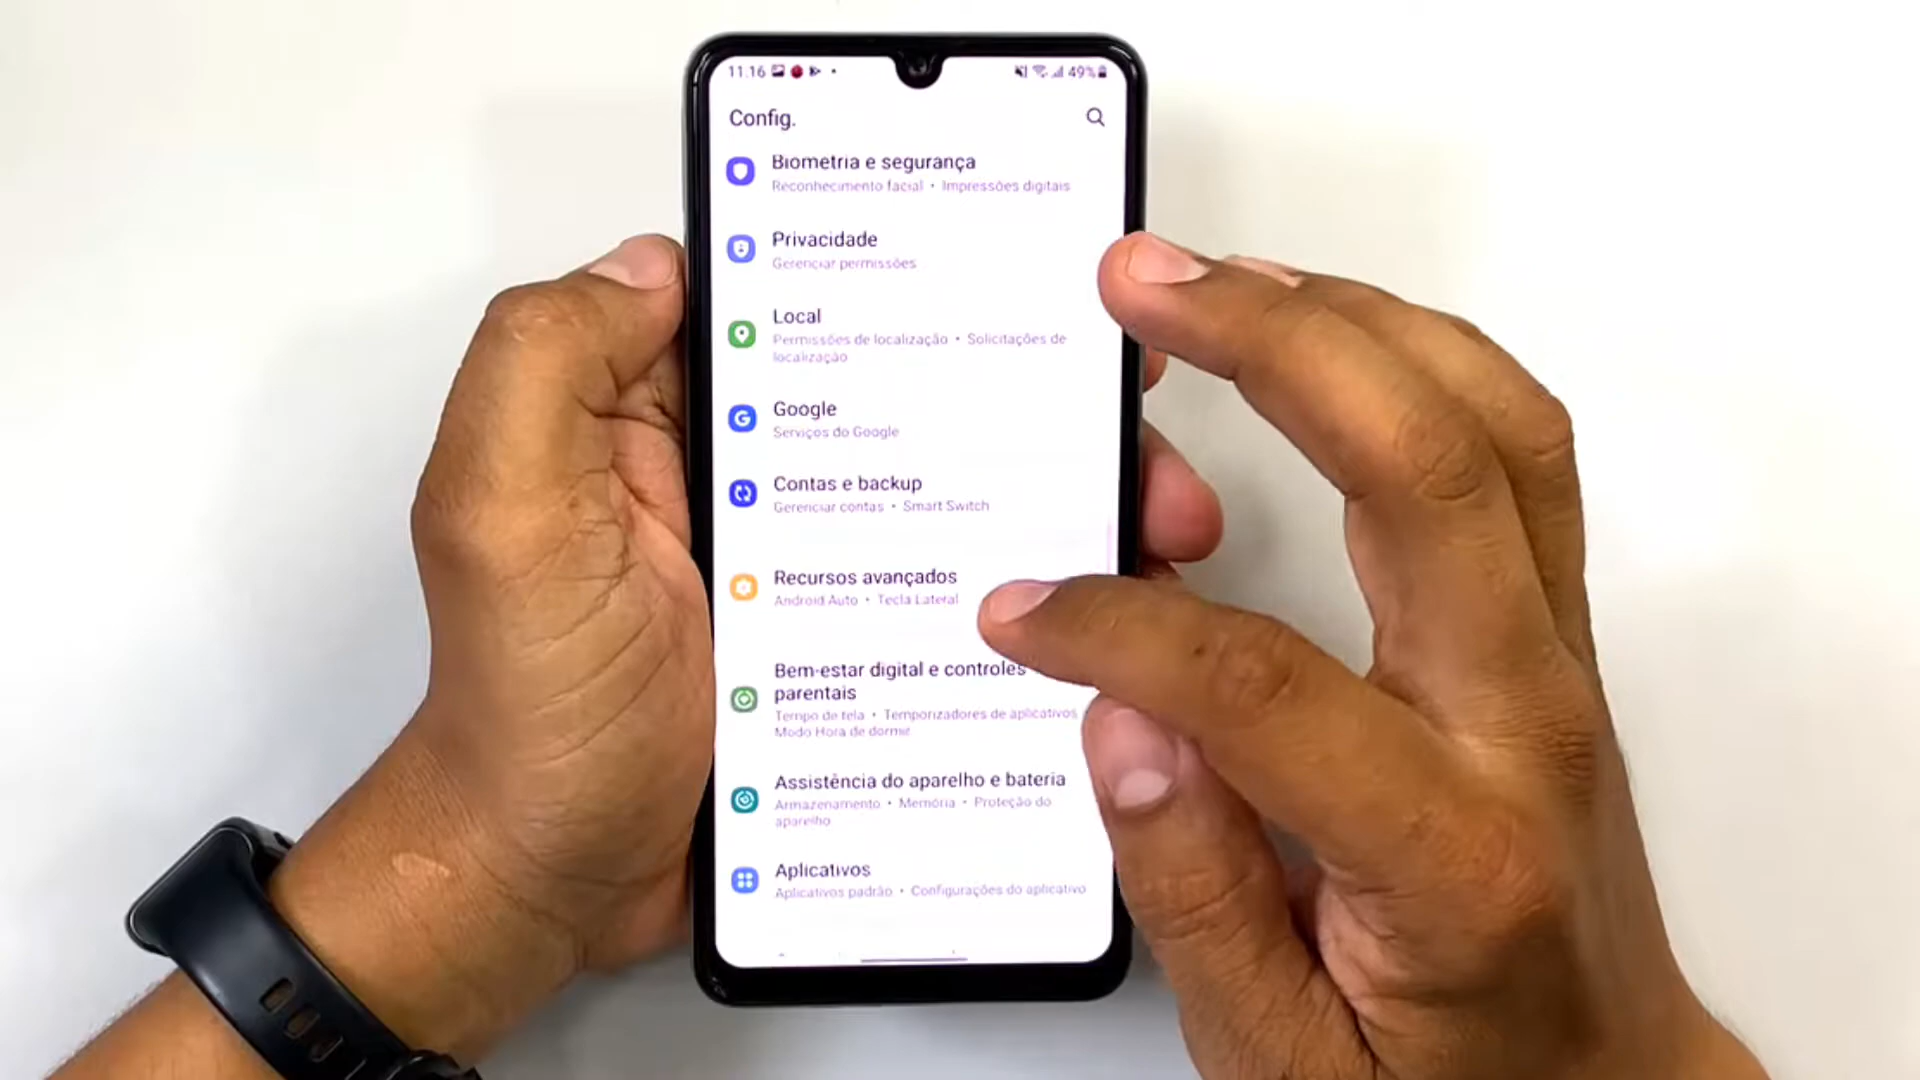 11.16
49%
Config.
Biometria e segurança
Reconhecimento facial • Impressões digitais
Privacidade
Gerenciar permissões
Local
Permissões de localização • Solicitações de
localização
Google
Serviços do Google
Contas e backup
Gerenciar contas • Smart Switch
Recursos avançados
Android Auto • Tecla Lateral
Bem-estar digital e controles
parentais
Tempo de tela • Temporizadores de aplicativos
Modo Hora de dormir
Assistência do aparelho e bateria
Armazenamento • Memória • Proteção do
aparelho
Aplicativos
Aplicativos padrão • Configurações do aplicativo